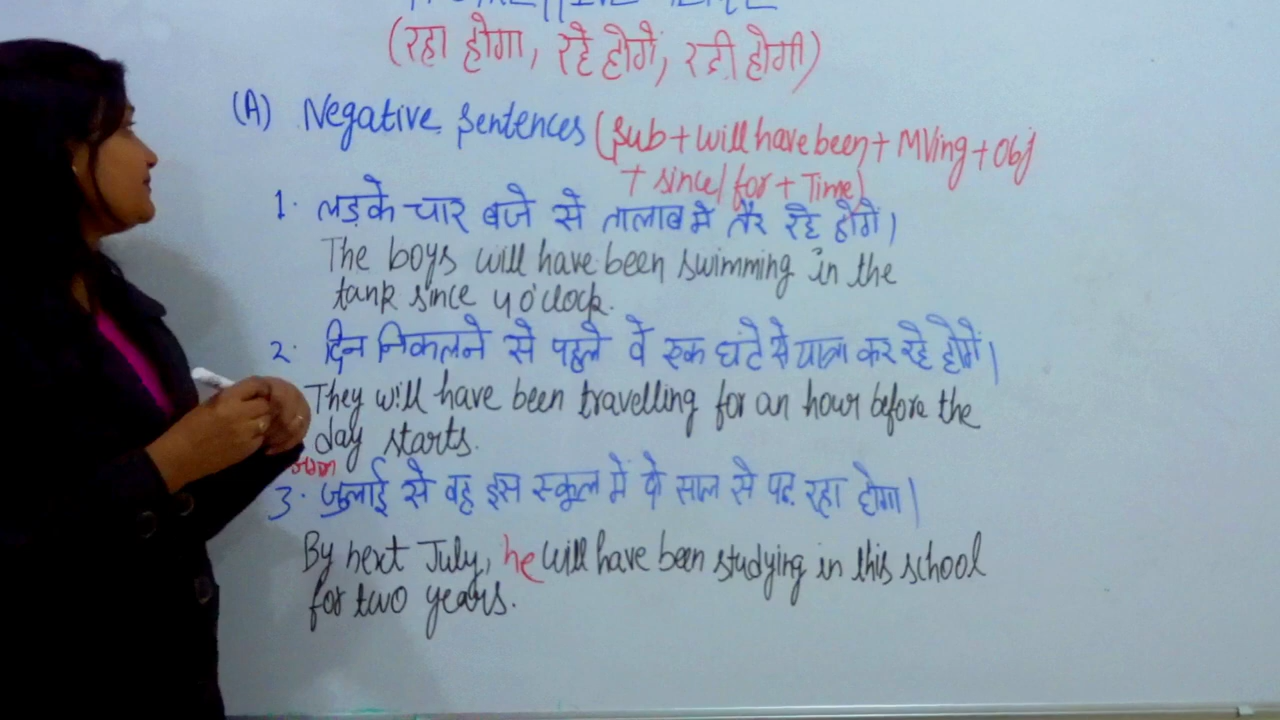 (रहा होगा, रहे होगें, रही होगी)
(A) Negative Sentences (Sub + will have been + MVing + Obj
+ since/for + Time)
1. लड़के चार बजे से तालाब मे तैर रहे होगें।
The boys will have been swimming in the
tank since 4 o'clock.
2. दिन निकलने से पहले वे एक घंटे से यात्रा कर रहे होगें।
They will have been travelling for an hour before the
day starts.
3. जुलाई से वह इस स्कूल में दो साल से पढ़ रहा होगा।
By next July, he will have been studying in this school
for two years.